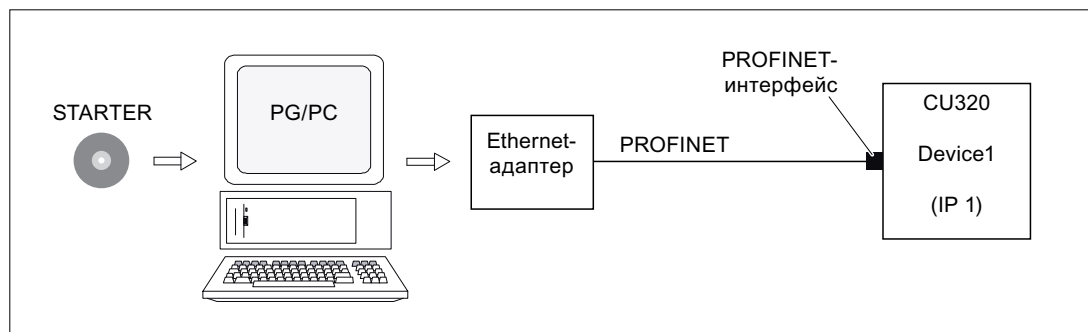 STARTER
PG/PC
Ethernet-
адаптер
PROFINET
PROFINET-
интерфейс
CU320
Device1
(IP 1)